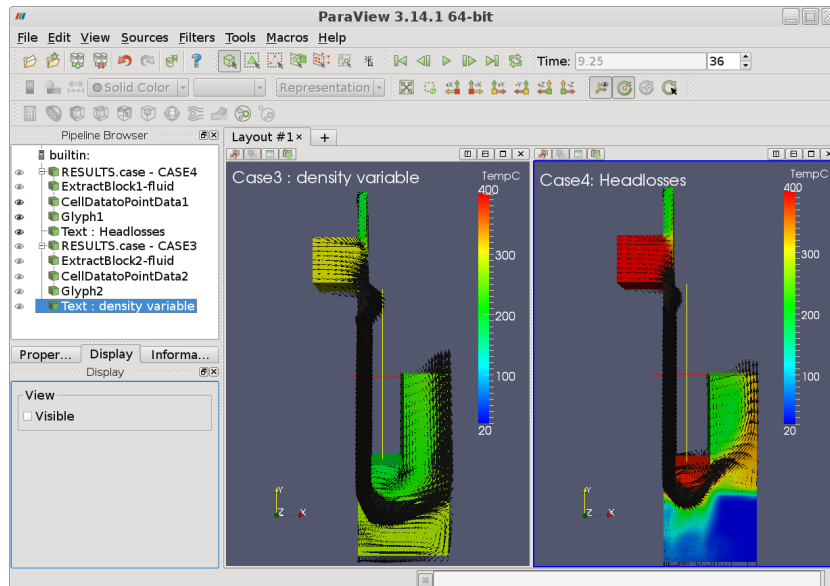 ParaView 3.14.1 64-bit
File Edit View Sources Filters Tools Macros Help
Time: 9.25 36
Solid Color Representation
Pipeline Browser
Layout #1 +
builtin:
RESULTS.case - CASE4
ExtractBlock1-fluid
CellDatatoPointData1
Glyph1
Text : Headlosses
RESULTS.case - CASE3
ExtractBlock2-fluid
CellDatatoPointData2
Glyph2
Text : density variable
Proper... Display Informa...
Display
View
Visible
Case3 : density variable
TempC
400
300
200
100
20
Y
Z X
Case4: Headlosses
TempC
400
300
200
100
20
Y
Z X